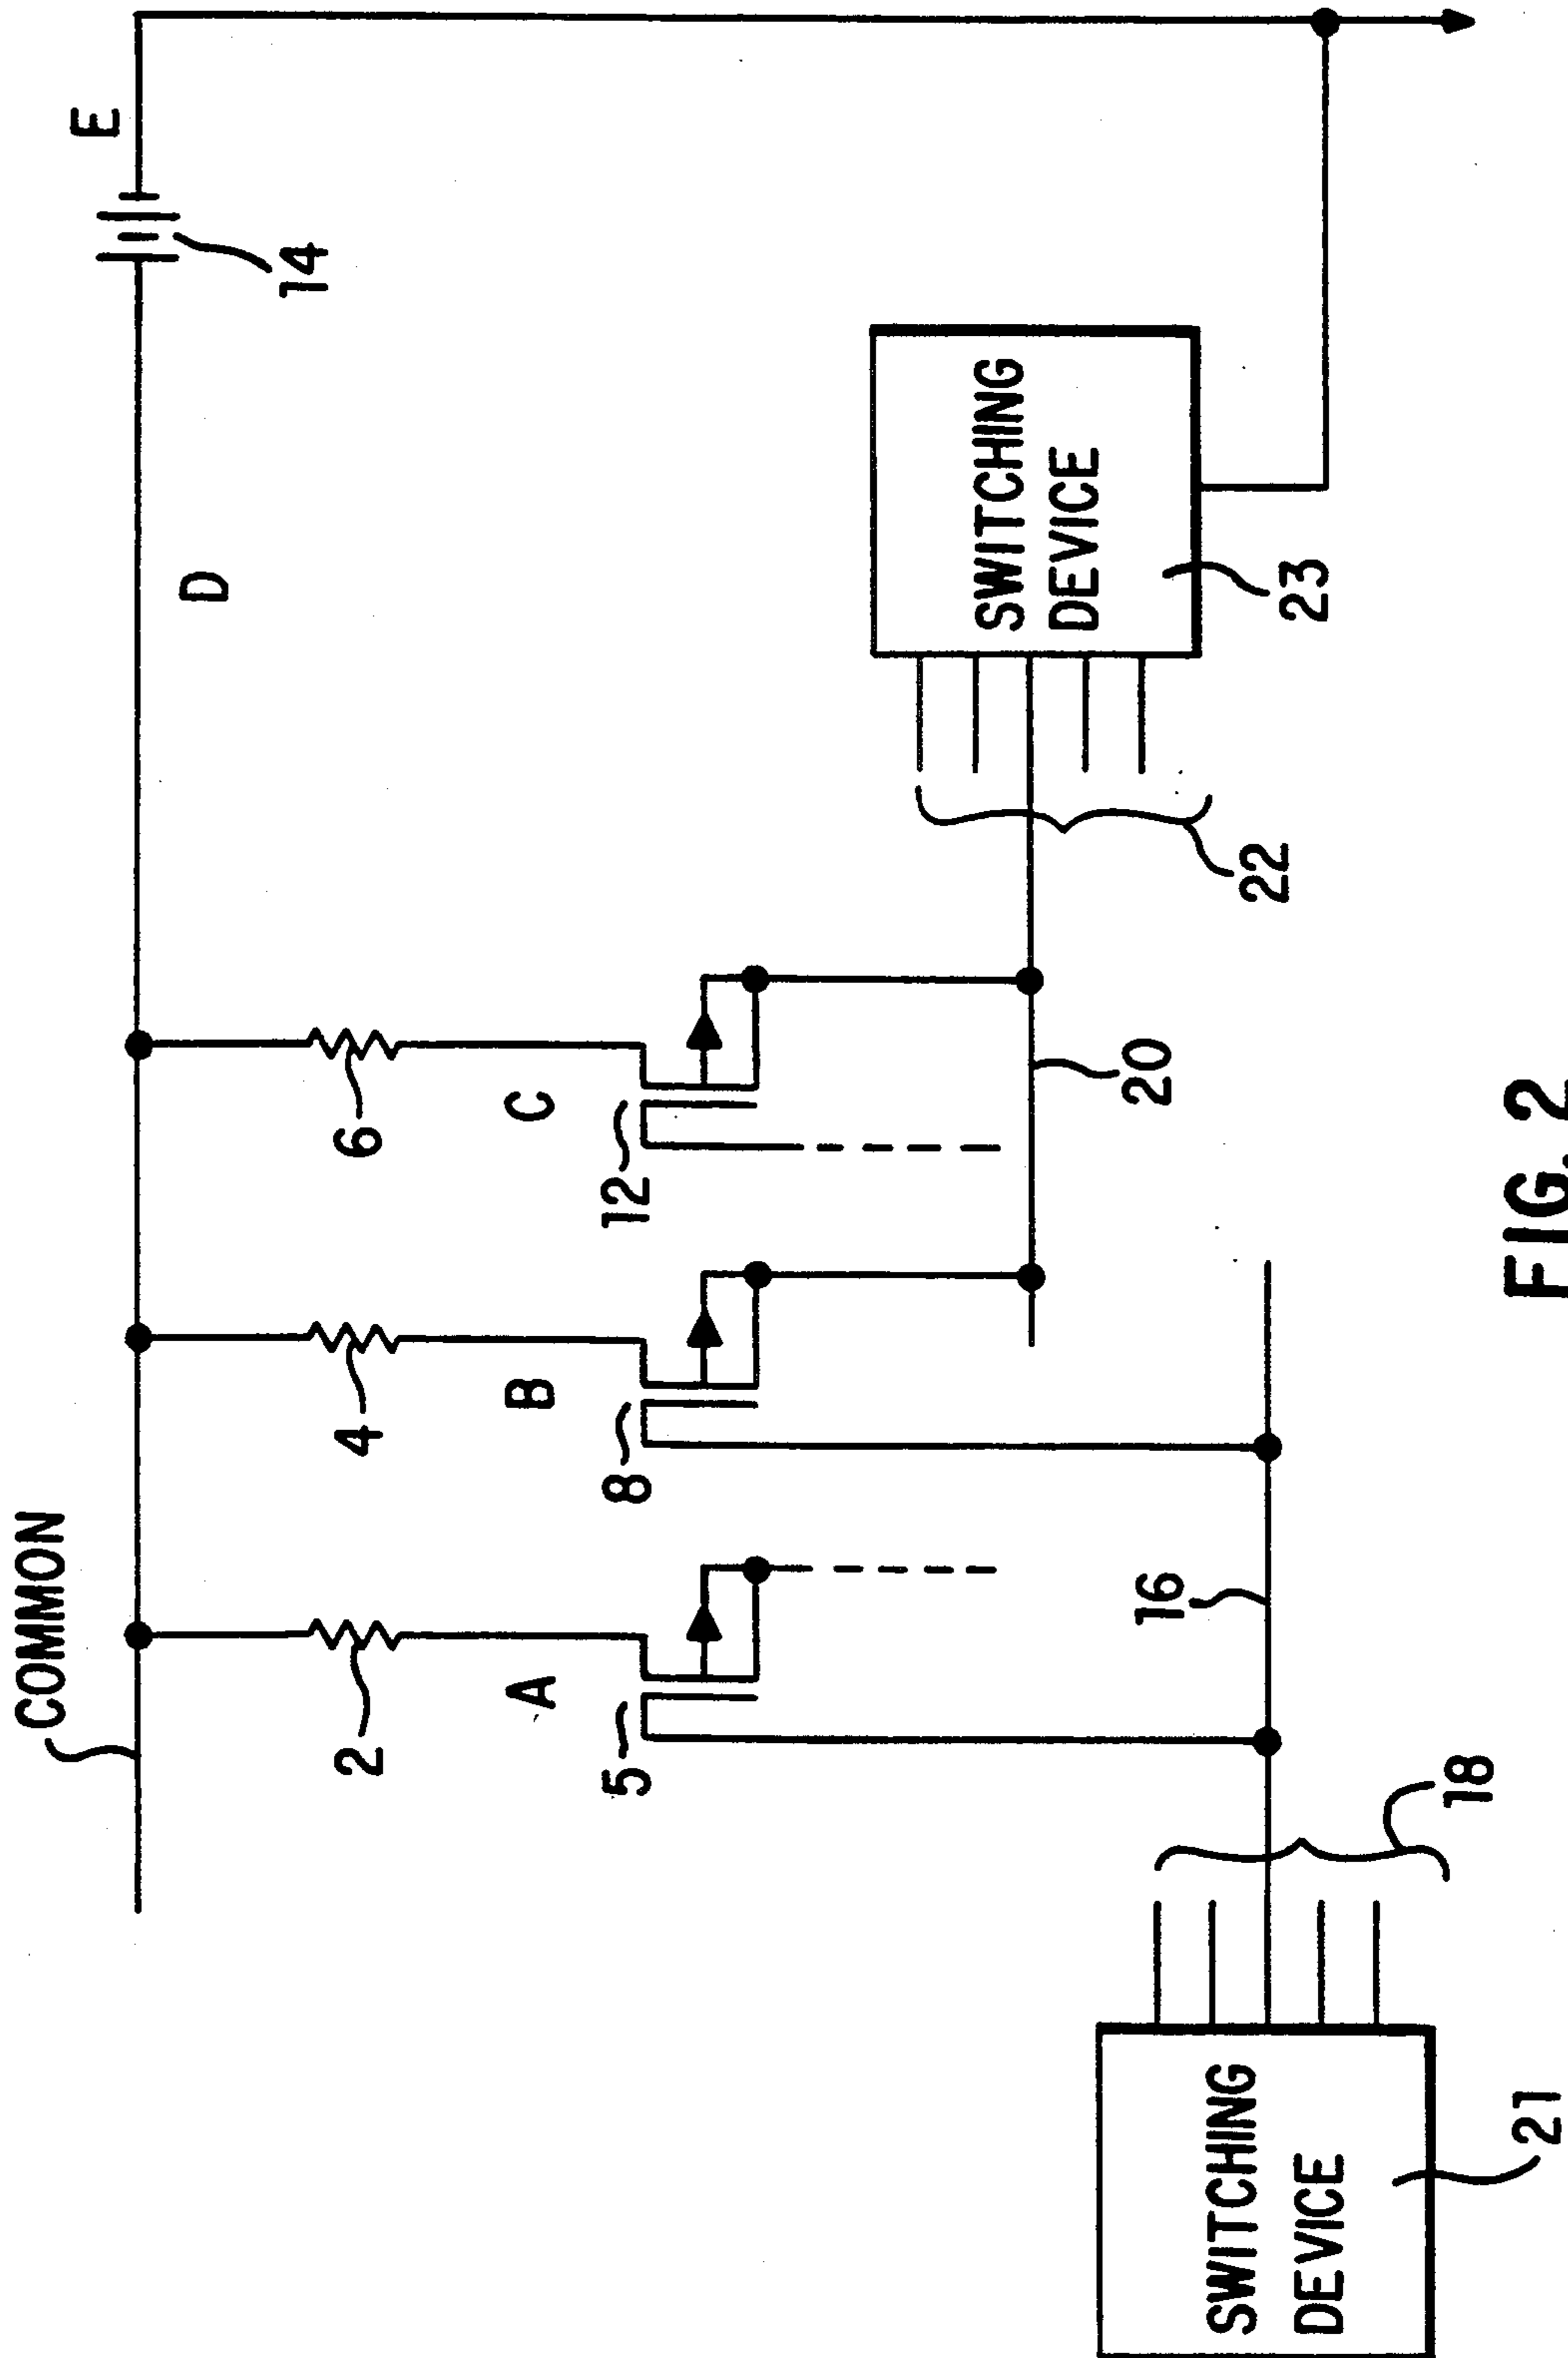 COMMON
E
14
D
2
4
6
A
B
C
5
8
12
SWITCHING
DEVICE
23
22
20
16
18
SWITCHING
DEVICE
21
FIG. 2